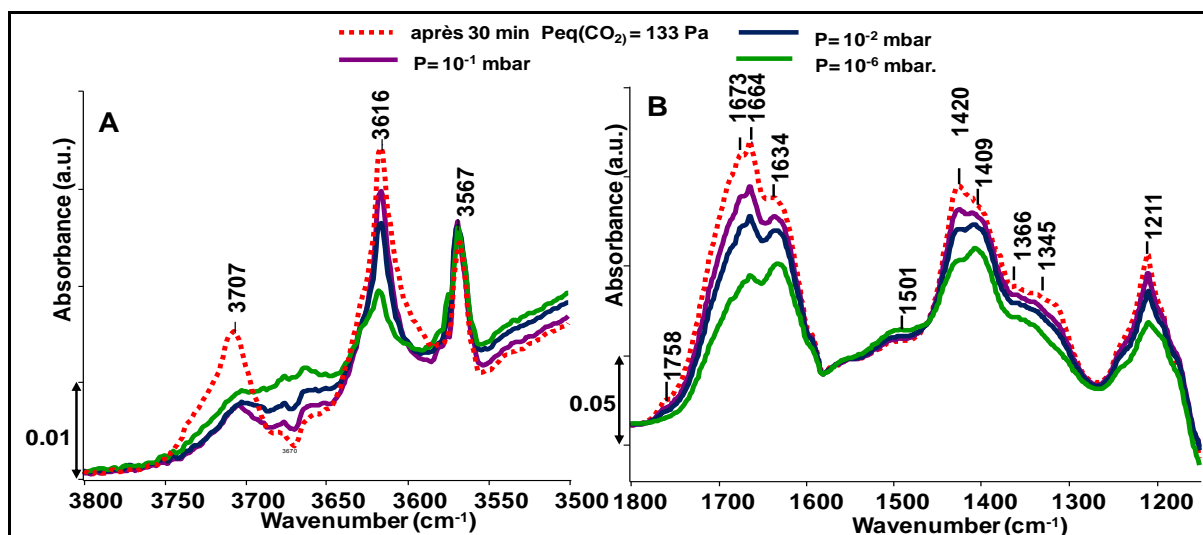 après 30 min Peq(CO2) = 133 Pa
P= 10-2 mbar
P= 10-1 mbar
P= 10-6 mbar.
A
3707
3616
3567
3670
Absorbance (a.u.)
0.01
3800 3750 3700 3650 3600 3550 3500
Wavenumber (cm-1)
B
1758
1673
1664
1634
1501
1420
1409
1366
1345
1211
Absorbance (a.u.)
0.05
1800 1700 1600 1500 1400 1300 1200
Wavenumber (cm-1)